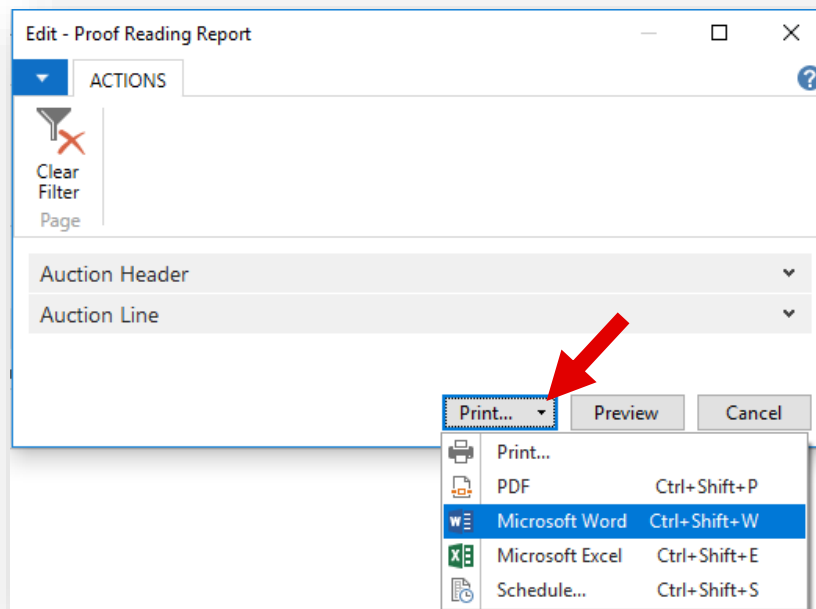 Edit - Proof Reading Report
ACTIONS
?
Clear
Filter
Page
Auction Header
Auction Line
Print... Preview Cancel
Print...
PDF Ctrl+Shift+P
Microsoft Word Ctrl+Shift+W
Microsoft Excel Ctrl+Shift+E
Schedule... Ctrl+Shift+S